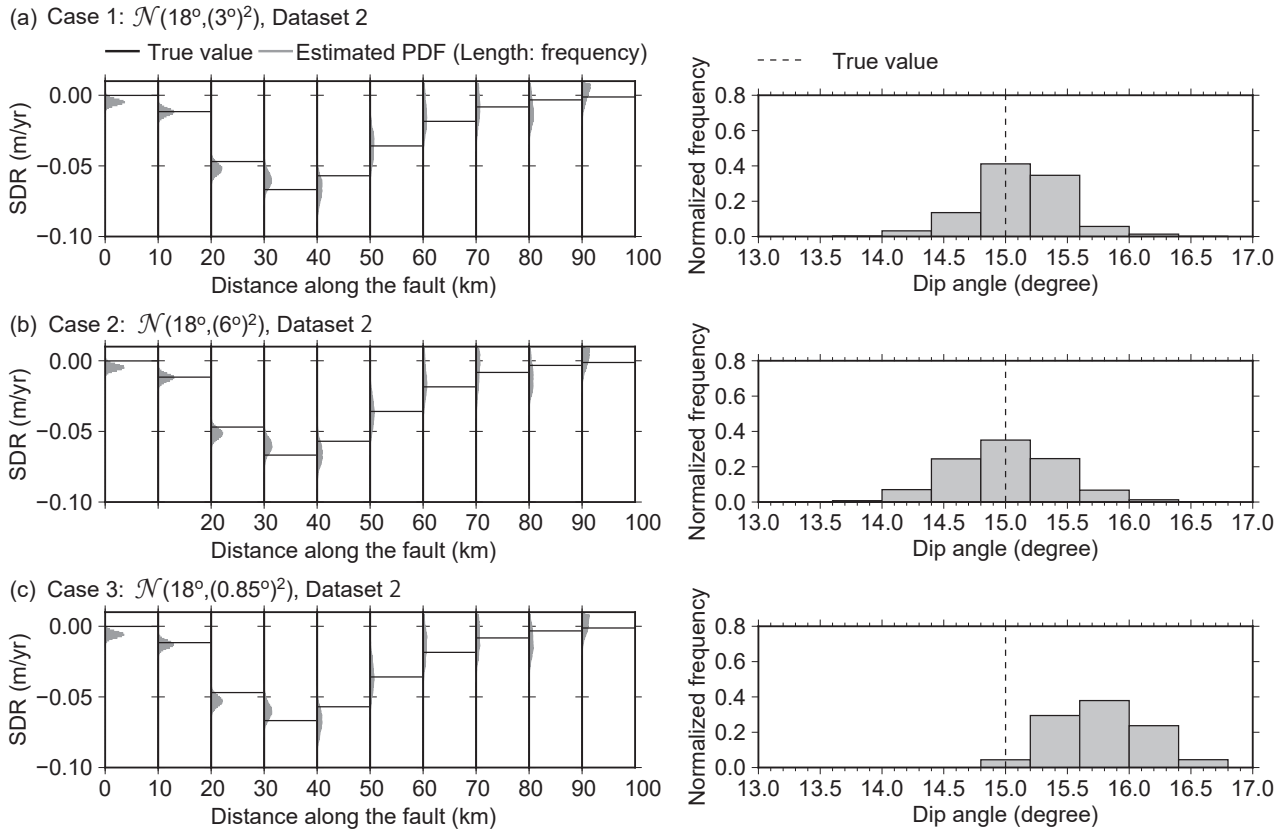 (a) Case 1: 𝒩(18º,(3º)²), Dataset 2
True value
Estimated PDF (Length: frequency)
SDR (m/yr)
0.00
−0.05
−0.10
0 10 20 30 40 50 60 70 80 90 100
Distance along the fault (km)
True value
Normalized frequency
0.8
0.6
0.4
0.2
0.0
13.0 13.5 14.0 14.5 15.0 15.5 16.0 16.5 17.0
Dip angle (degree)
(b) Case 2: 𝒩(18º,(6º)²), Dataset 2
SDR (m/yr)
0.00
−0.05
−0.10
20 30 40 50 60 70 80 90 100
Distance along the fault (km)
Normalized frequency
0.8
0.6
0.4
0.2
0.0
13.0 13.5 14.0 14.5 15.0 15.5 16.0 16.5 17.0
Dip angle (degree)
(c) Case 3: 𝒩(18º,(0.85º)²), Dataset 2
SDR (m/yr)
0.00
−0.05
−0.10
0 10 20 30 40 50 60 70 80 90 100
Distance along the fault (km)
Normalized frequency
0.8
0.6
0.4
0.2
0.0
13.0 13.5 14.0 14.5 15.0 15.5 16.0 16.5 17.0
Dip angle (degree)